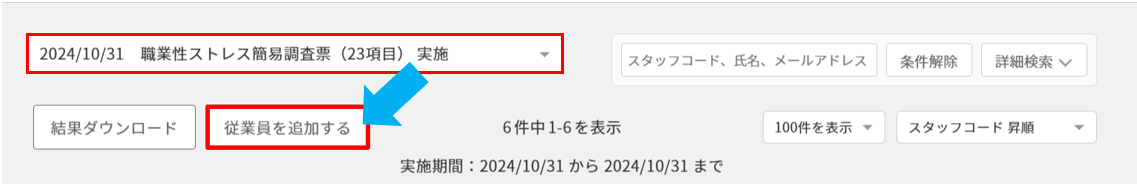 2024/10/31　職業性ストレス簡易調査票（23項目） 実施
スタッフコード、氏名、メールアドレス
条件解除
詳細検索
結果ダウンロード
従業員を追加する
6件中1-6を表示
100件を表示
スタッフコード 昇順
実施期間：2024/10/31 から 2024/10/31 まで